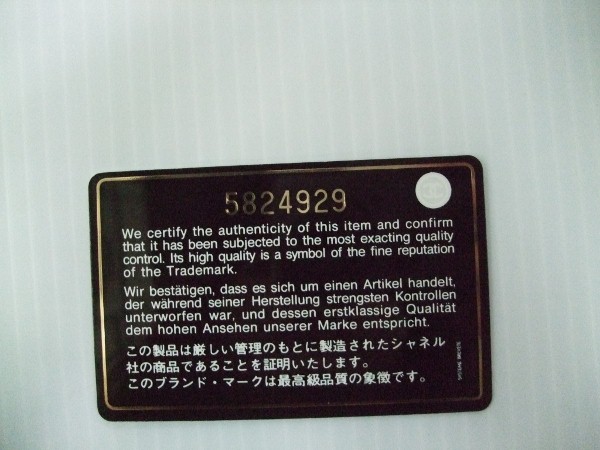 5824929
We certify the authenticity of this item and confirm
that it has been subjected to the most exacting quality
control. Its high quality is a symbol of the fine reputation
of the Trademark.
Wir bestätigen, dass es sich um einen Artikel handelt,
der während seiner Herstellung strengsten Kontrollen
unterworfen war, und dessen erstklassige Qualität
dem hohen Ansehen unserer Marke entspricht.
この製品は厳しい管理のもとに製造されたシャネル
社の商品であることを証明いたします。
このブランド・マークは最高級品質の象徴です。